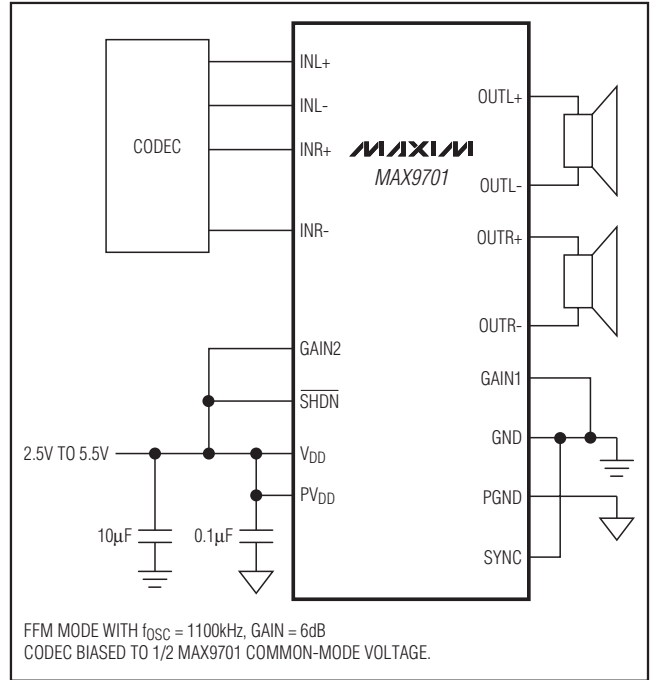 CODEC
INL+
INL-
INR+
INR-
MAXIM
MAX9701
OUTL+
OUTL-
OUTR+
OUTR-
GAIN2
SHDN
VDD
PVDD
GAIN1
GND
PGND
SYNC
2.5V TO 5.5V
10µF
0.1µF
FFM MODE WITH fOSC = 1100kHz, GAIN = 6dB
CODEC BIASED TO 1/2 MAX9701 COMMON-MODE VOLTAGE.